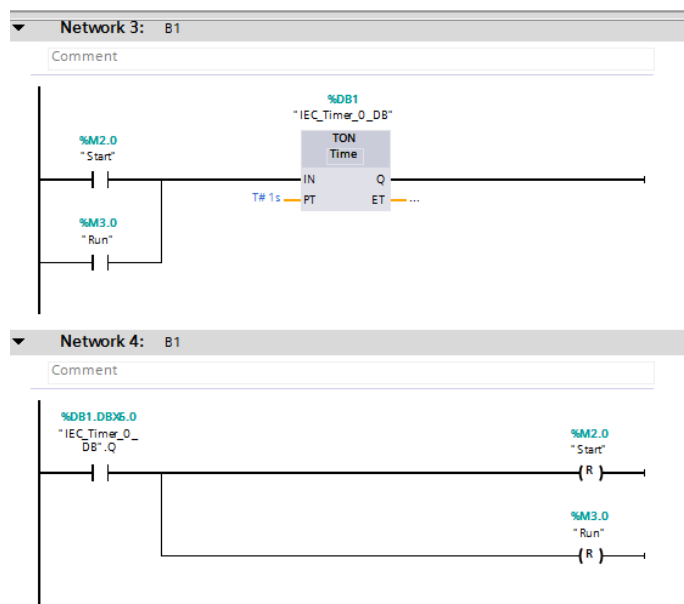 Network 3: B1
Comment
%DB1
"IEC_Timer_0_DB"
%M2.0
"Start"
TON
Time
IN Q
T# 1s PT ET ...
%M3.0
"Run"
Network 4: B1
Comment
%DB1.DBX6.0
"IEC_Timer_0_
DB".Q
%M2.0
"Start"
R
%M3.0
"Run"
R